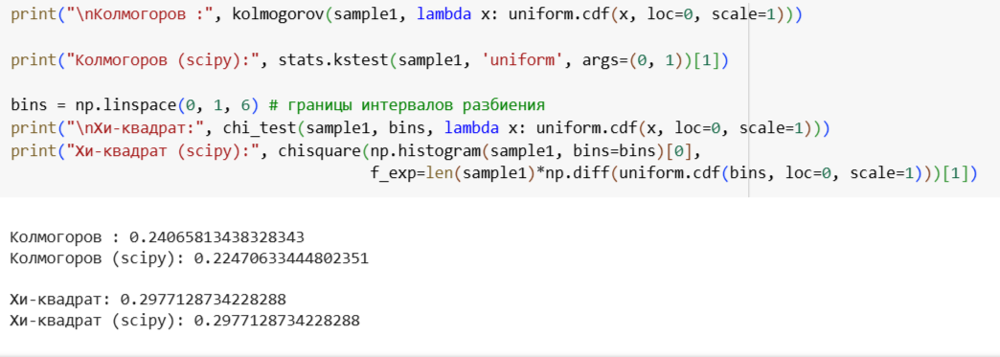 print("\nКолмогоров :", kolmogorov(sample1, lambda x: uniform.cdf(x, loc=0, scale=1)))
print("Колмогоров (scipy):", stats.kstest(sample1, 'uniform', args=(0, 1))[1])
bins = np.linspace(0, 1, 6) # границы интервалов разбиения
print("\nХи-квадрат:", chi_test(sample1, bins, lambda x: uniform.cdf(x, loc=0, scale=1)))
print("Хи-квадрат (scipy):", chisquare(np.histogram(sample1, bins=bins)[0],
f_exp=len(sample1)*np.diff(uniform.cdf(bins, loc=0, scale=1)))[1])
Колмогоров : 0.24065813438328343
Колмогоров (scipy): 0.22470633444802351
Хи-квадрат: 0.2977128734228288
Хи-квадрат (scipy): 0.2977128734228288